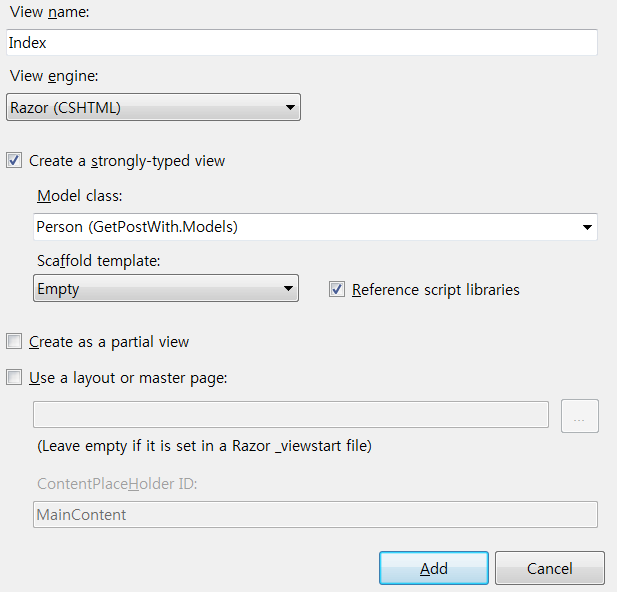 View name:
Index
View engine:
Razor (CSHTML)
Create a strongly-typed view
Model class:
Person (GetPostWith.Models)
Scaffold template:
Empty
Reference script libraries
Create as a partial view
Use a layout or master page:
...
(Leave empty if it is set in a Razor _viewstart file)
ContentPlaceHolder ID:
MainContent
Add
Cancel